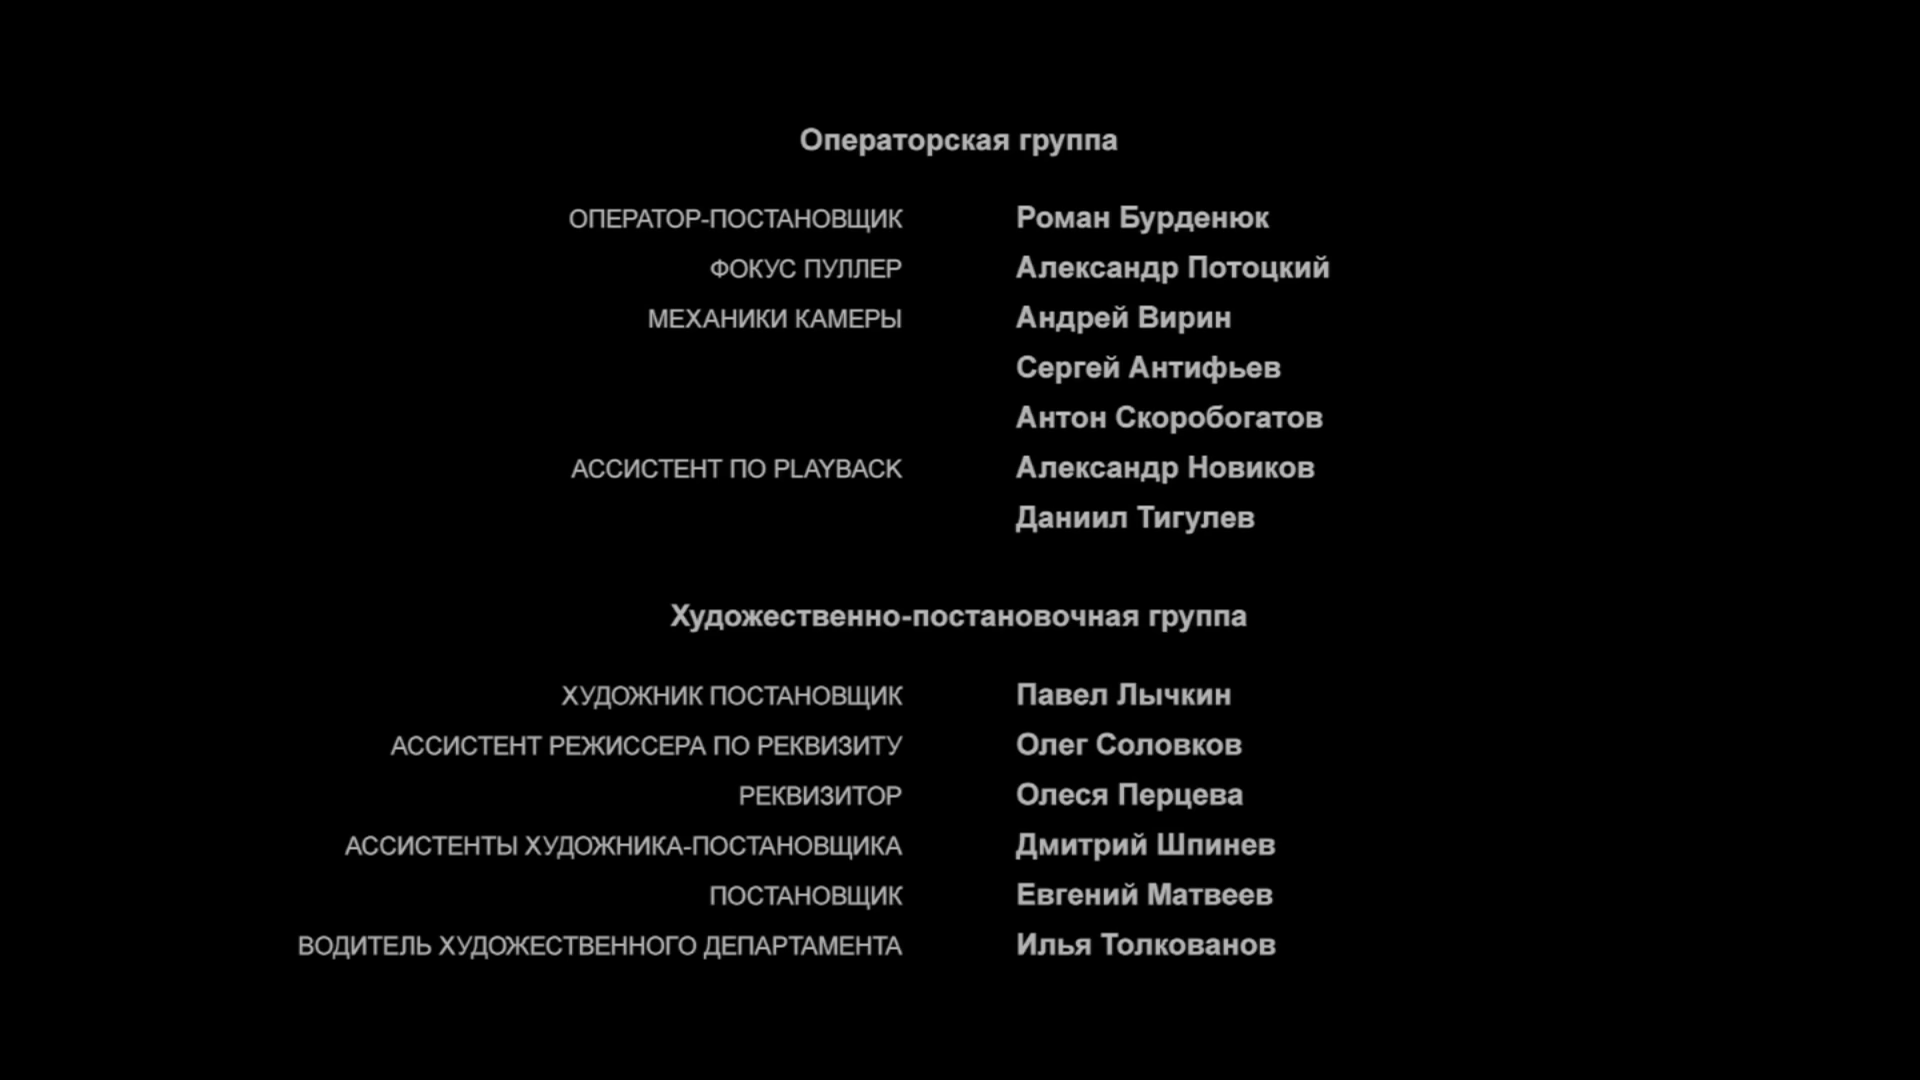 Операторская группа
ОПЕРАТОР-ПОСТАНОВЩИК Роман Бурденюк
ФОКУС ПУЛЛЕР Александр Потоцкий
МЕХАНИКИ КАМЕРЫ Андрей Вирин
Сергей Антифьев
Антон Скоробогатов
АССИСТЕНТ ПО PLAYBACK Александр Новиков
Даниил Тигулев
Художественно-постановочная группа
ХУДОЖНИК ПОСТАНОВЩИК Павел Лычкин
АССИСТЕНТ РЕЖИССЕРА ПО РЕКВИЗИТУ Олег Соловков
РЕКВИЗИТОР Олеся Перцева
АССИСТЕНТЫ ХУДОЖНИКА-ПОСТАНОВЩИКА Дмитрий Шпинев
ПОСТАНОВЩИК Евгений Матвеев
ВОДИТЕЛЬ ХУДОЖЕСТВЕННОГО ДЕПАРТАМЕНТА Илья Толкованов